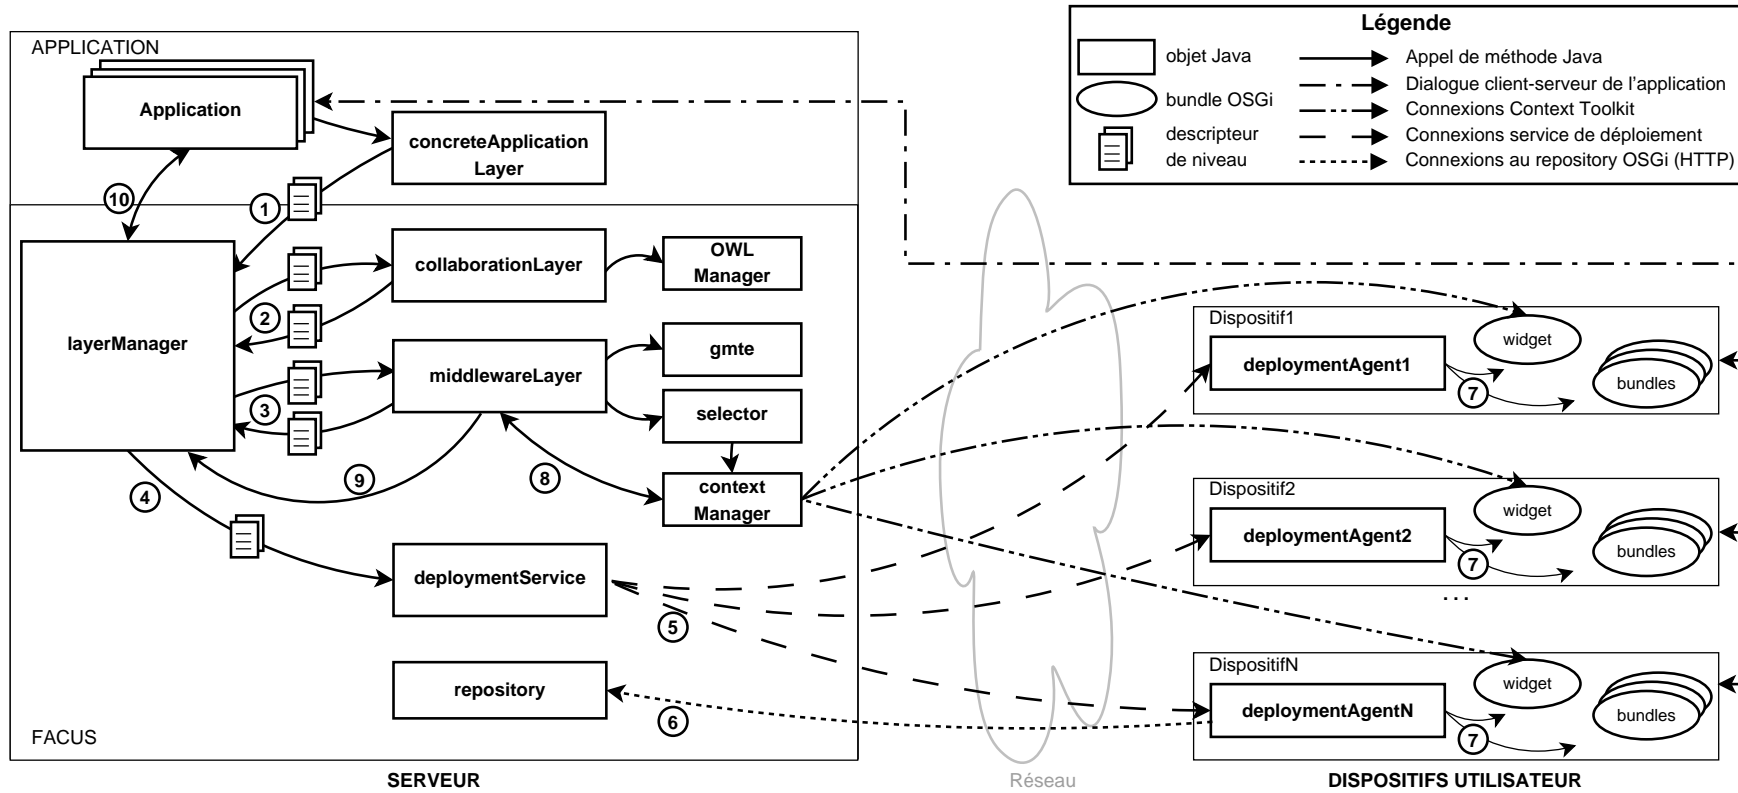 Légende
objet Java
Appel de méthode Java
Dialogue client-serveur de l'application
bundle OSGi
Connexions Context Toolkit
descripteur
de niveau
Connexions service de déploiement
Connexions au repository OSGi (HTTP)
APPLICATION
Application
concreteApplication
Layer
10
1
layerManager
collaborationLayer
OWL
Manager
2
middlewareLayer
gmte
selector
3
9
8
context
Manager
4
deploymentService
5
repository
6
FACUS
SERVEUR
Réseau
Dispositif1
deploymentAgent1
widget
7
bundles
Dispositif2
deploymentAgent2
widget
7
bundles
...
DispositifN
deploymentAgentN
widget
7
bundles
DISPOSITIFS UTILISATEUR